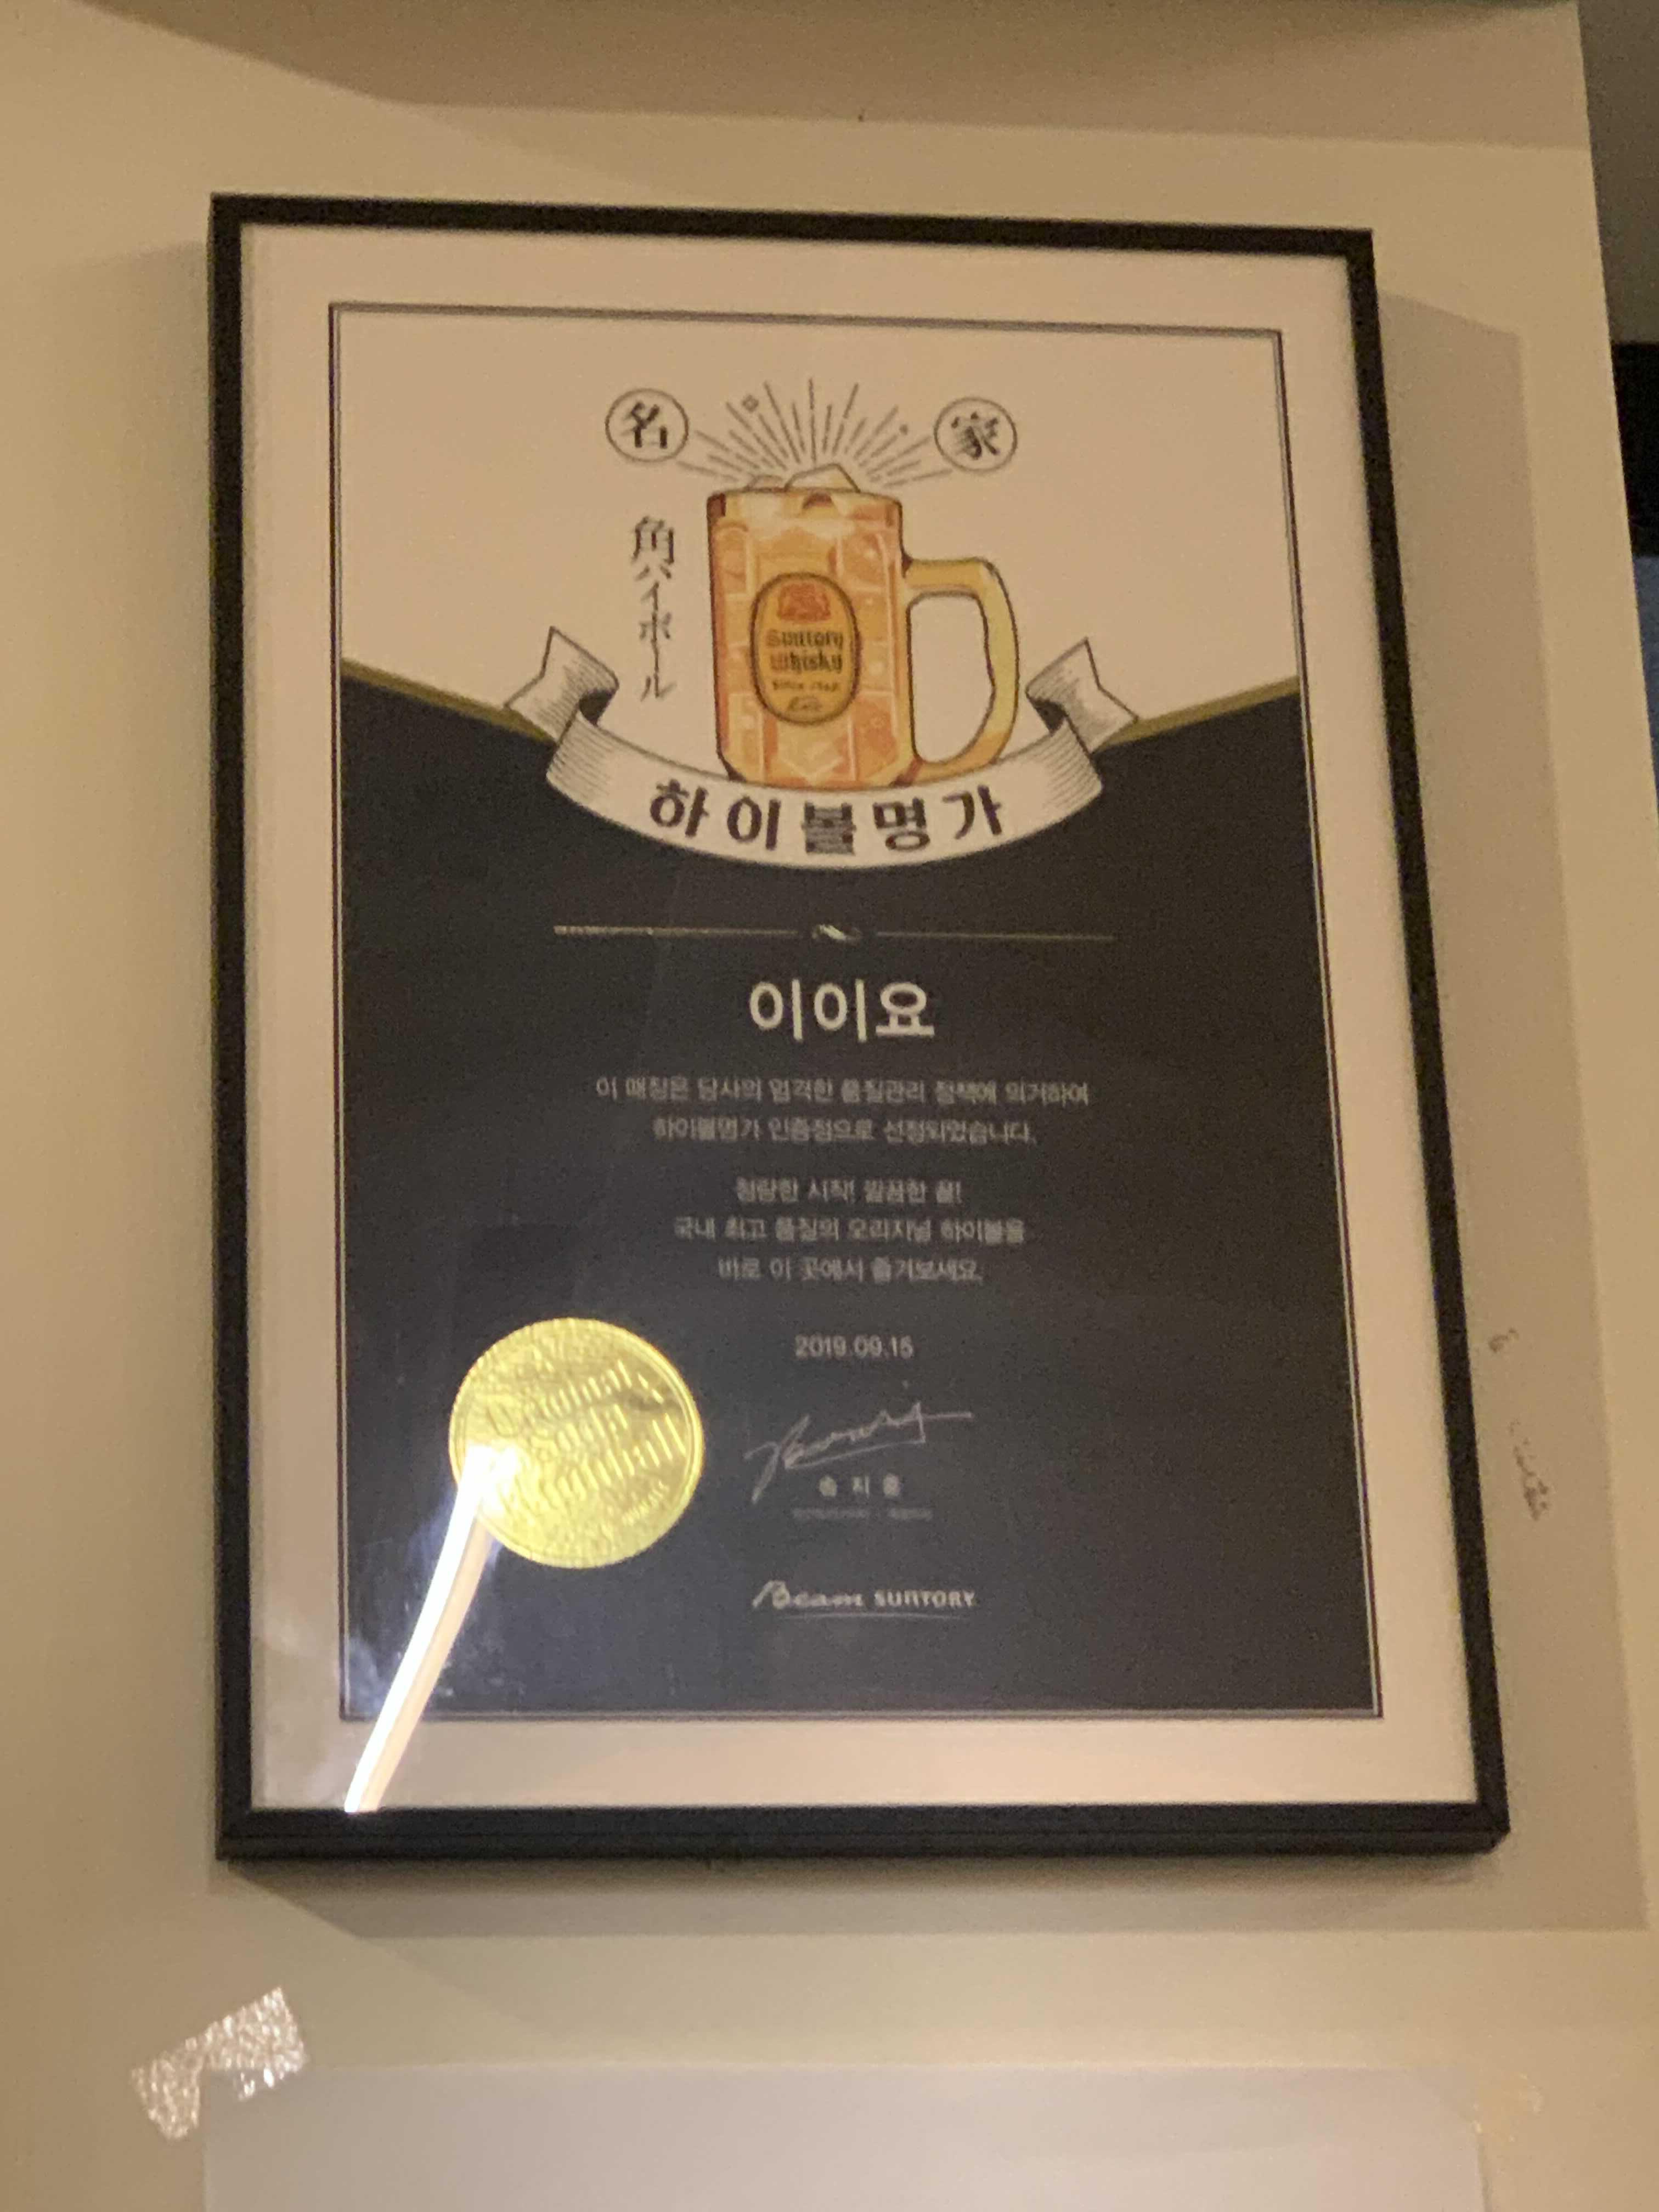 名 家
角ハイボール
Suntory
Whisky
하이볼명가
이이요
이 매장은 당사의 엄격한 품질관리 정책에 의거하여
하이볼명가 인증점으로 선정되었습니다.
청량한 시작! 깔끔한 끝!
국내 최고 품질의 오리지널 하이볼을
바로 이 곳에서 즐겨보세요.
2019.09.15
Beam SUNTORY